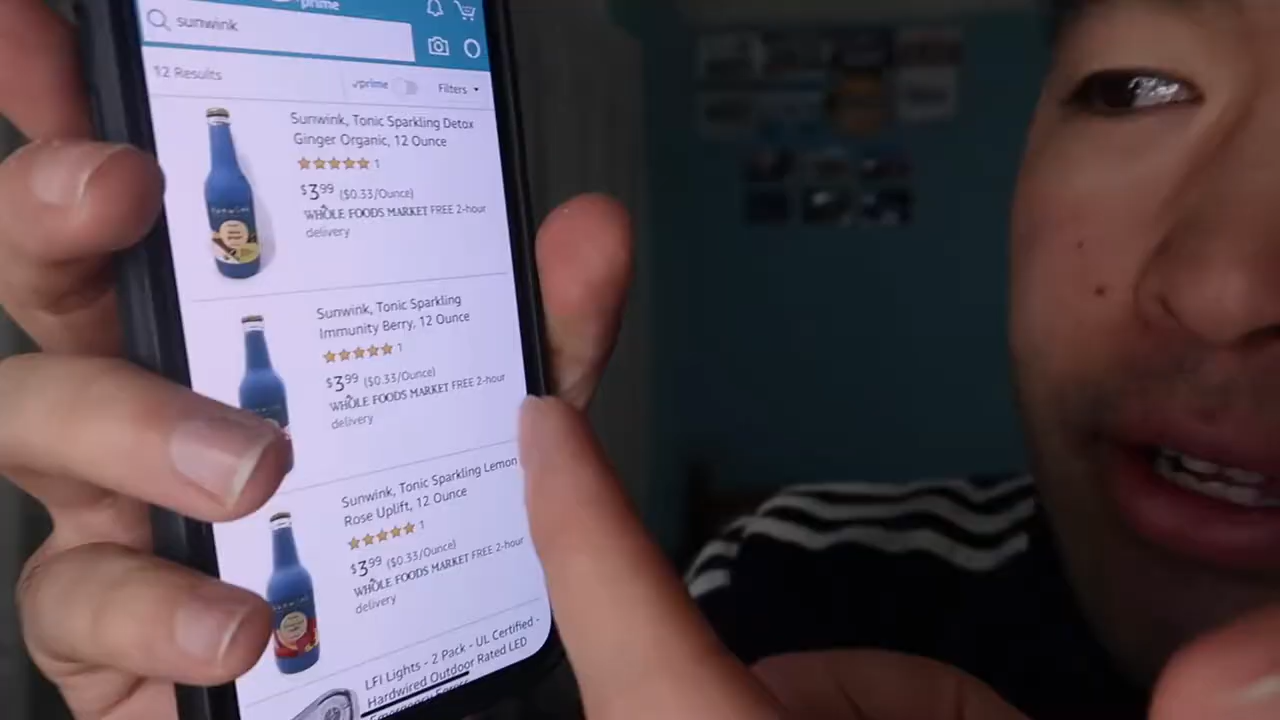 prime
sunwink
12 Results
prime
Filters
Sunwink, Tonic Sparkling Detox
Ginger Organic, 12 Ounce
1
$3.99 ($0.33/Ounce)
WHOLE FOODS MARKET FREE 2-hour
delivery
Sunwink, Tonic Sparkling
Immunity Berry, 12 Ounce
1
$3.99 ($0.33/Ounce)
WHOLE FOODS MARKET FREE 2-hour
delivery
Sunwink, Tonic Sparkling Lemon
Rose Uplift, 12 Ounce
1
$3.99 ($0.33/Ounce)
WHOLE FOODS MARKET FREE 2-hour
delivery
LFI Lights - 2 Pack - UL Certified -
Hardwired Outdoor Rated LED